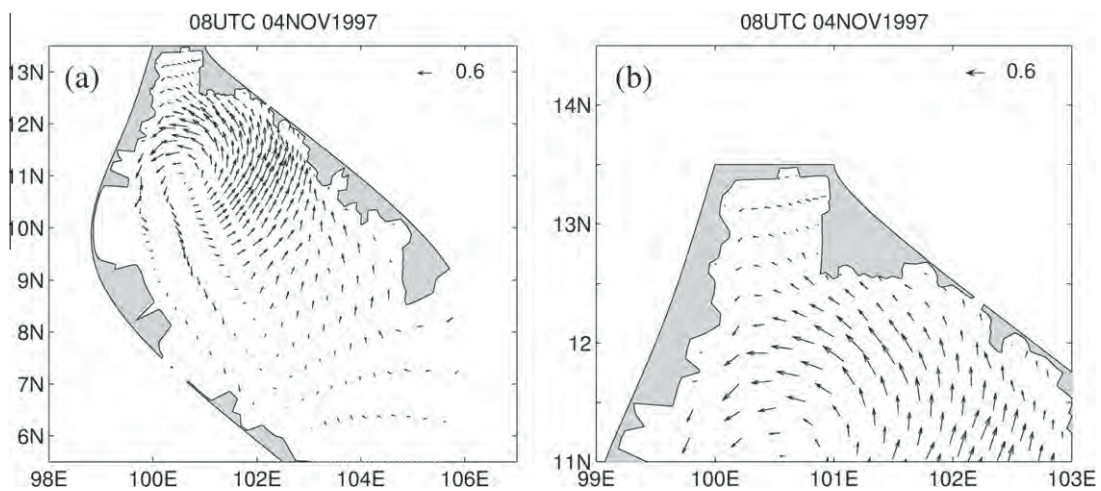 08UTC 04NOV1997
(a)
0.6
13N
12N
11N
10N
9N
8N
7N
6N
98E 100E 102E 104E 106E
08UTC 04NOV1997
(b)
0.6
14N
13N
12
11N
99E 100E 101E 102E 103E